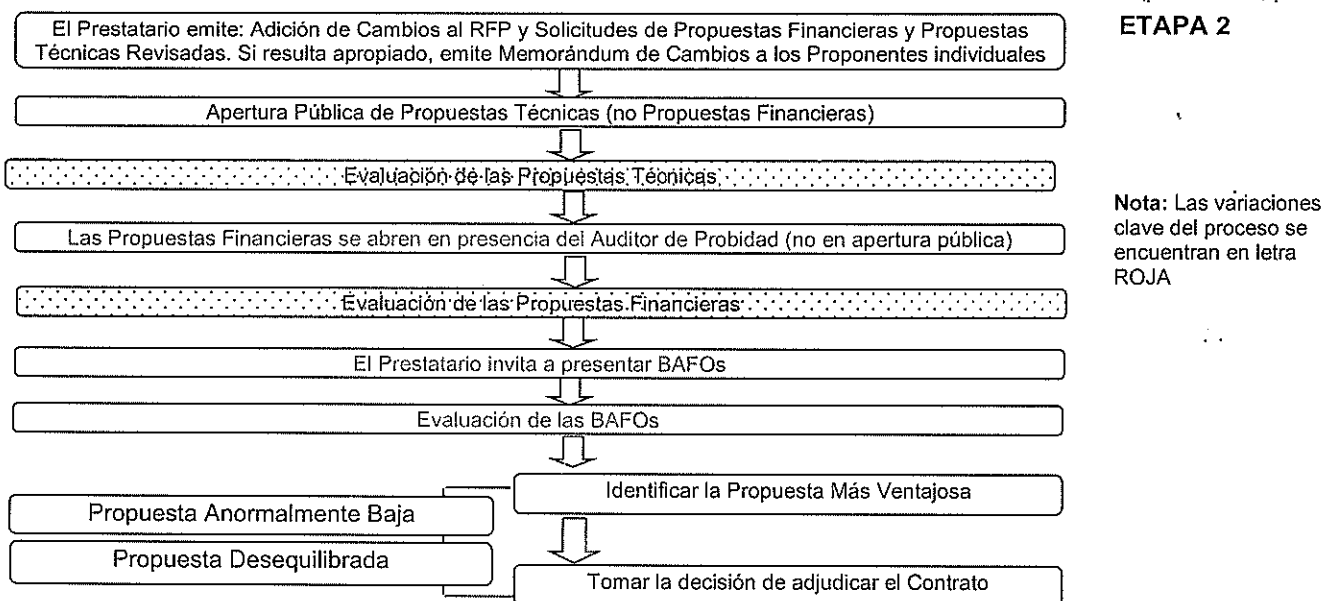 El Prestatario emite: Adición de Cambios al RFP y Solicitudes de Propuestas Financieras y Propuestas
Técnicas Revisadas. Si resulta apropiado, emite Memorándum de Cambios a los Proponentes individuales
ETAPA 2
Apertura Pública de Propuestas Técnicas (no Propuestas Financieras)
Evaluación de las Propuestas Técnicas
Las Propuestas Financieras se abren en presencia del Auditor de Probidad (no en apertura pública)
Nota: Las variaciones
clave del proceso se
encuentran en letra
ROJA
Evaluación de las Propuestas Financieras
El Prestatario invita a presentar BAFOs
Evaluación de las BAFOs
Identificar la Propuesta Más Ventajosa
Propuesta Anormalmente Baja
Propuesta Desequilibrada
Tomar la decisión de adjudicar el Contrato